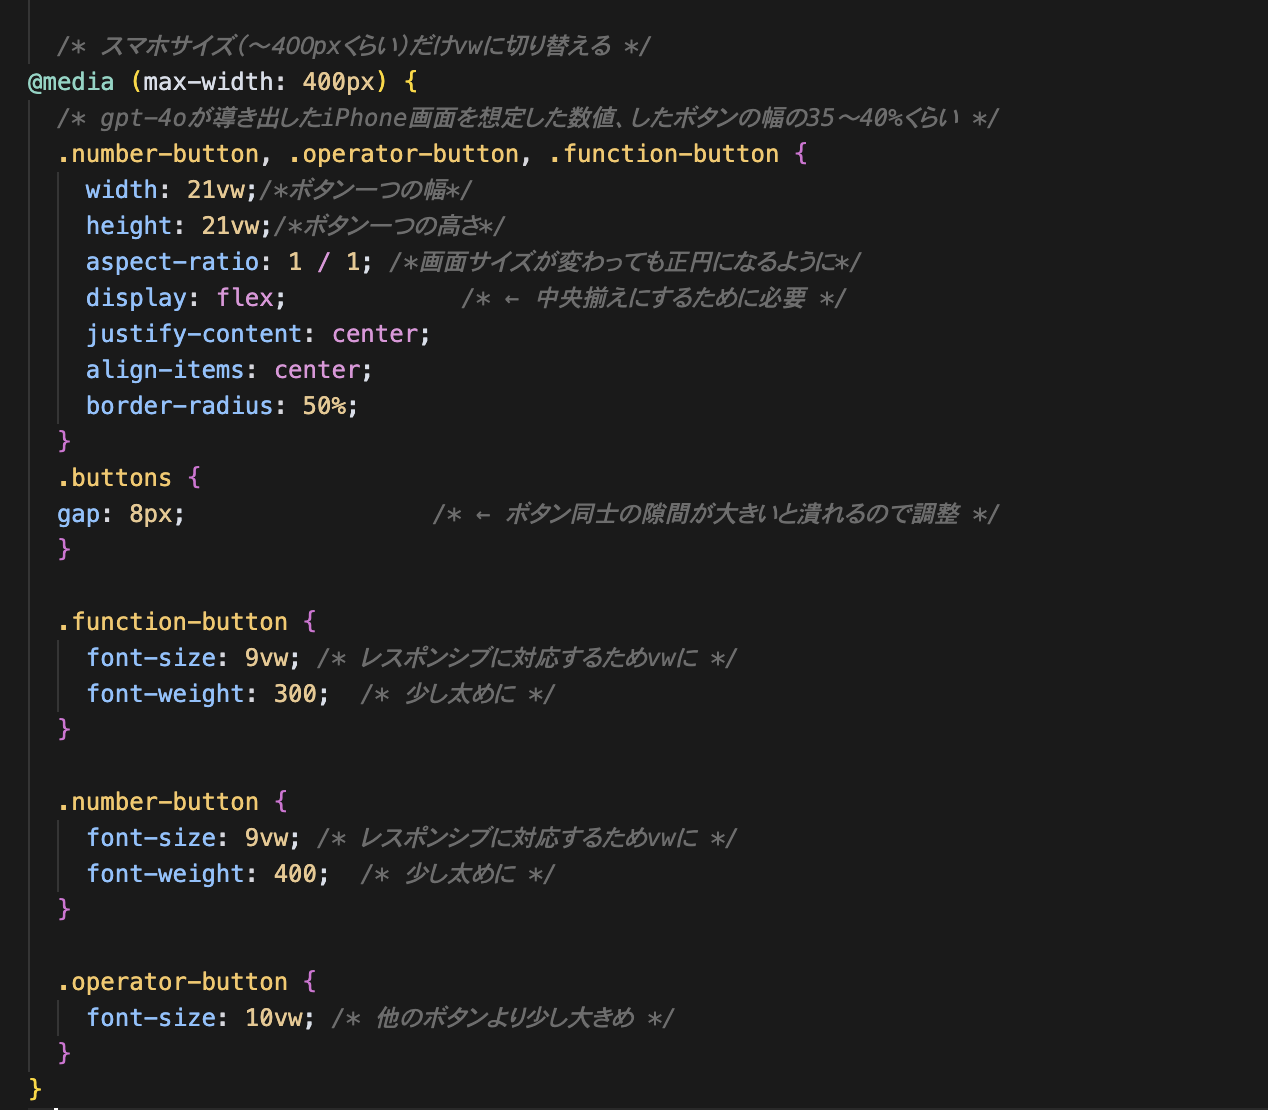 /* スマホサイズ(〜400pxくらい)だけvwに切り替える */
@media (max-width: 400px) {
/* gpt-4oが導き出したiPhone画面を想定した数値、したボタンの幅の35〜40%くらい */
.number-button, .operator-button, .function-button {
width: 21vw;/*ボタン一つの幅*/
height: 21vw;/*ボタン一つの高さ*/
aspect-ratio: 1 / 1; /*画面サイズが変わっても正円になるように*/
display: flex; /* ← 中央揃えにするために必要 */
justify-content: center;
align-items: center;
border-radius: 50%;
}
.buttons {
gap: 8px; /* ← ボタン同士の隙間が大きいと潰れるので調整 */
}
.function-button {
font-size: 9vw; /* レスポンシブに対応するためvwに */
font-weight: 300; /* 少し太めに */
}
.number-button {
font-size: 9vw; /* レスポンシブに対応するためvwに */
font-weight: 400; /* 少し太めに */
}
.operator-button {
font-size: 10vw; /* 他のボタンより少し大きめ */
}
}